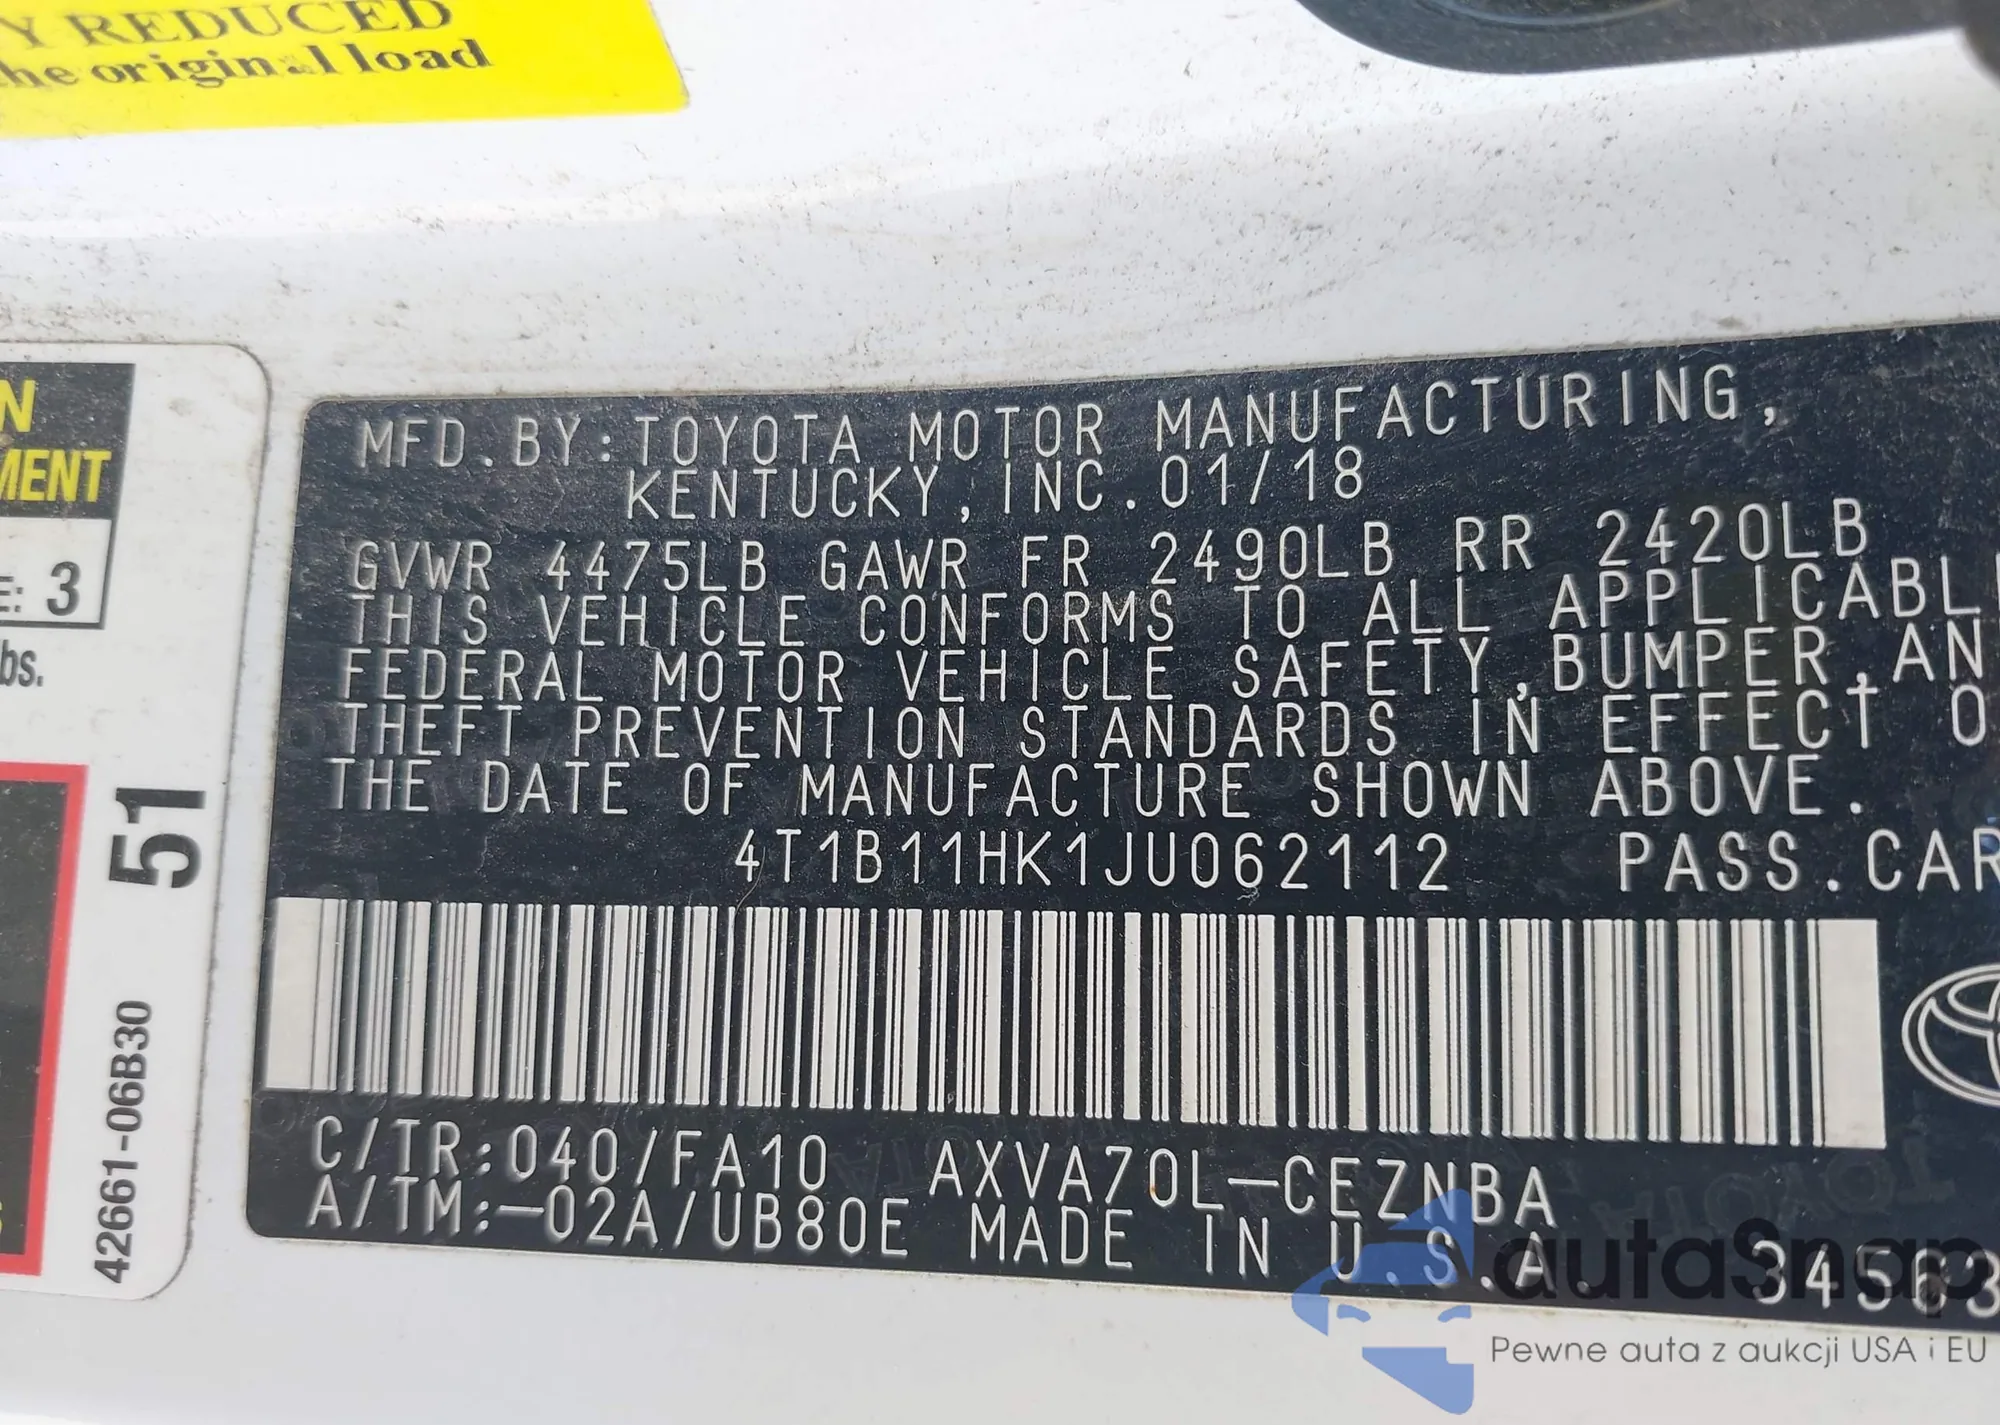 Y REDUCED
he original load
N
MENT
E: 3
bs.
51
42661-06B30
MFD.BY:TOYOTA MOTOR MANUFACTURING,
KENTUCKY,INC.01/18
GVWR 4475LB GAWR FR 2490LB RR 2420LB
THIS VEHICLE CONFORMS TO ALL APPLICABL
FEDERAL MOTOR VEHICLE SAFETY,BUMPER,AN
THEFT PREVENTION STANDARDS IN EFFECT O
THE DATE OF MANUFACTURE SHOWN ABOVE.
4T1B11HK1JU062112 PASS.CAR
C/TR:040/FA10 AXVA70L-CEZNBA
A/TM:-02A/UB80E MADE IN U.S.A. 34563
autaSnap
Pewne auta z aukcji USA i EU